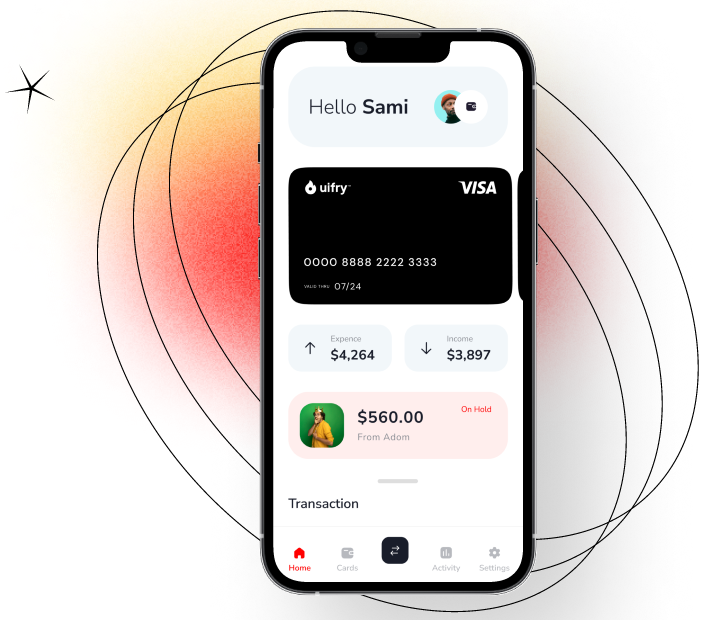 Hello Sami
uifry™
VISA
0000 8888 2222 3333
VALID THRU 07/24
Expence
$4,264
Income
$3,897
$560.00
On Hold
From Adom
Transaction
Home
Cards
Activity
Settings